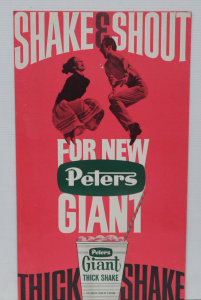 SHAKE & SHOUT
FOR NEW
Peters
GIANT
Peters
Giant
THICK SHAKE
THICK SHAKE